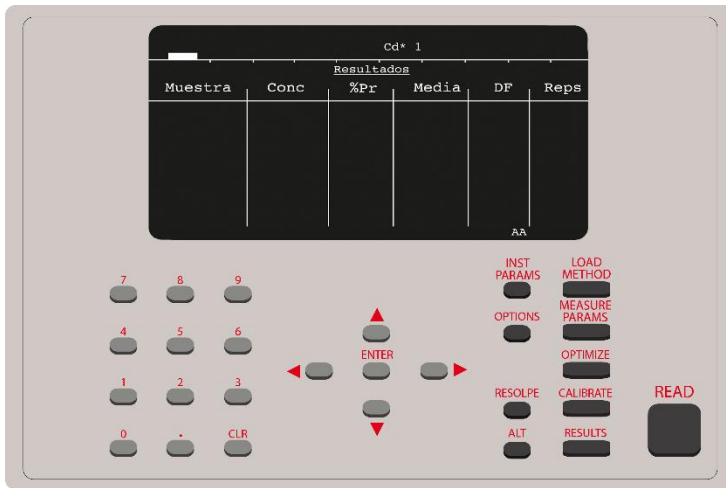 Cd* 1
Resultados
Muestra Conc %Pr Media DF Reps
AA
INST PARAMS
LOAD METHOD
7 8 9
MEASURE PARAMS
OPTIONS
4 5 6
OPTIMIZE
ENTER
1 2 3
RESOLPE
CALIBRATE
READ
0 . CLR
ALT
RESULTS